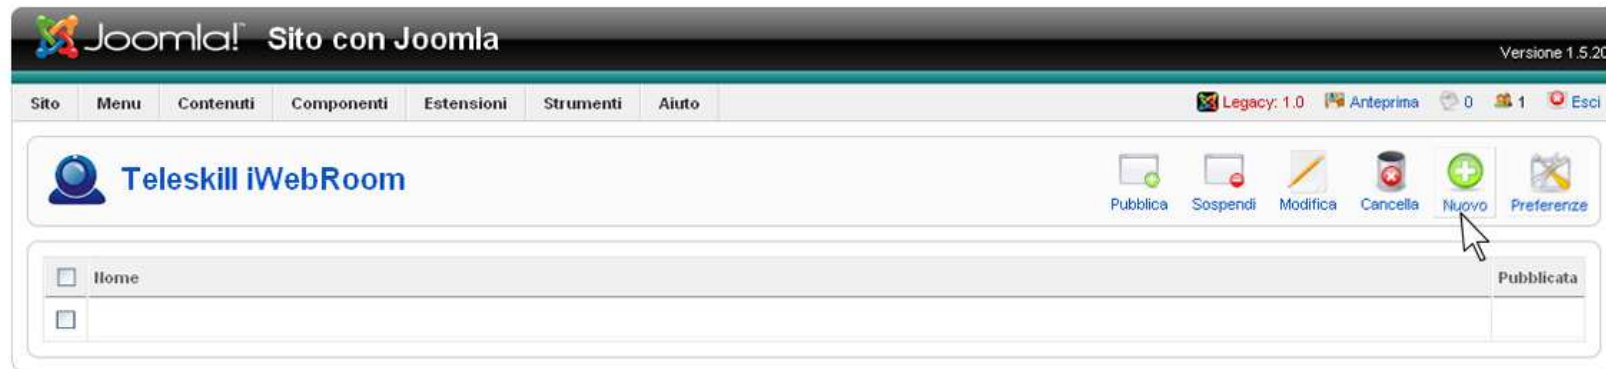 Joomla!™ Sito con Joomla
Versione 1.5.20
Sito Menu Contenuti Componenti Estensioni Strumenti Aiuto Legacy: 1.0 Anteprima 0 1 Esci
Teleskill iWebRoom
Pubblica Sospendi Modifica Cancella Nuovo Preferenze
Nome Pubblicata